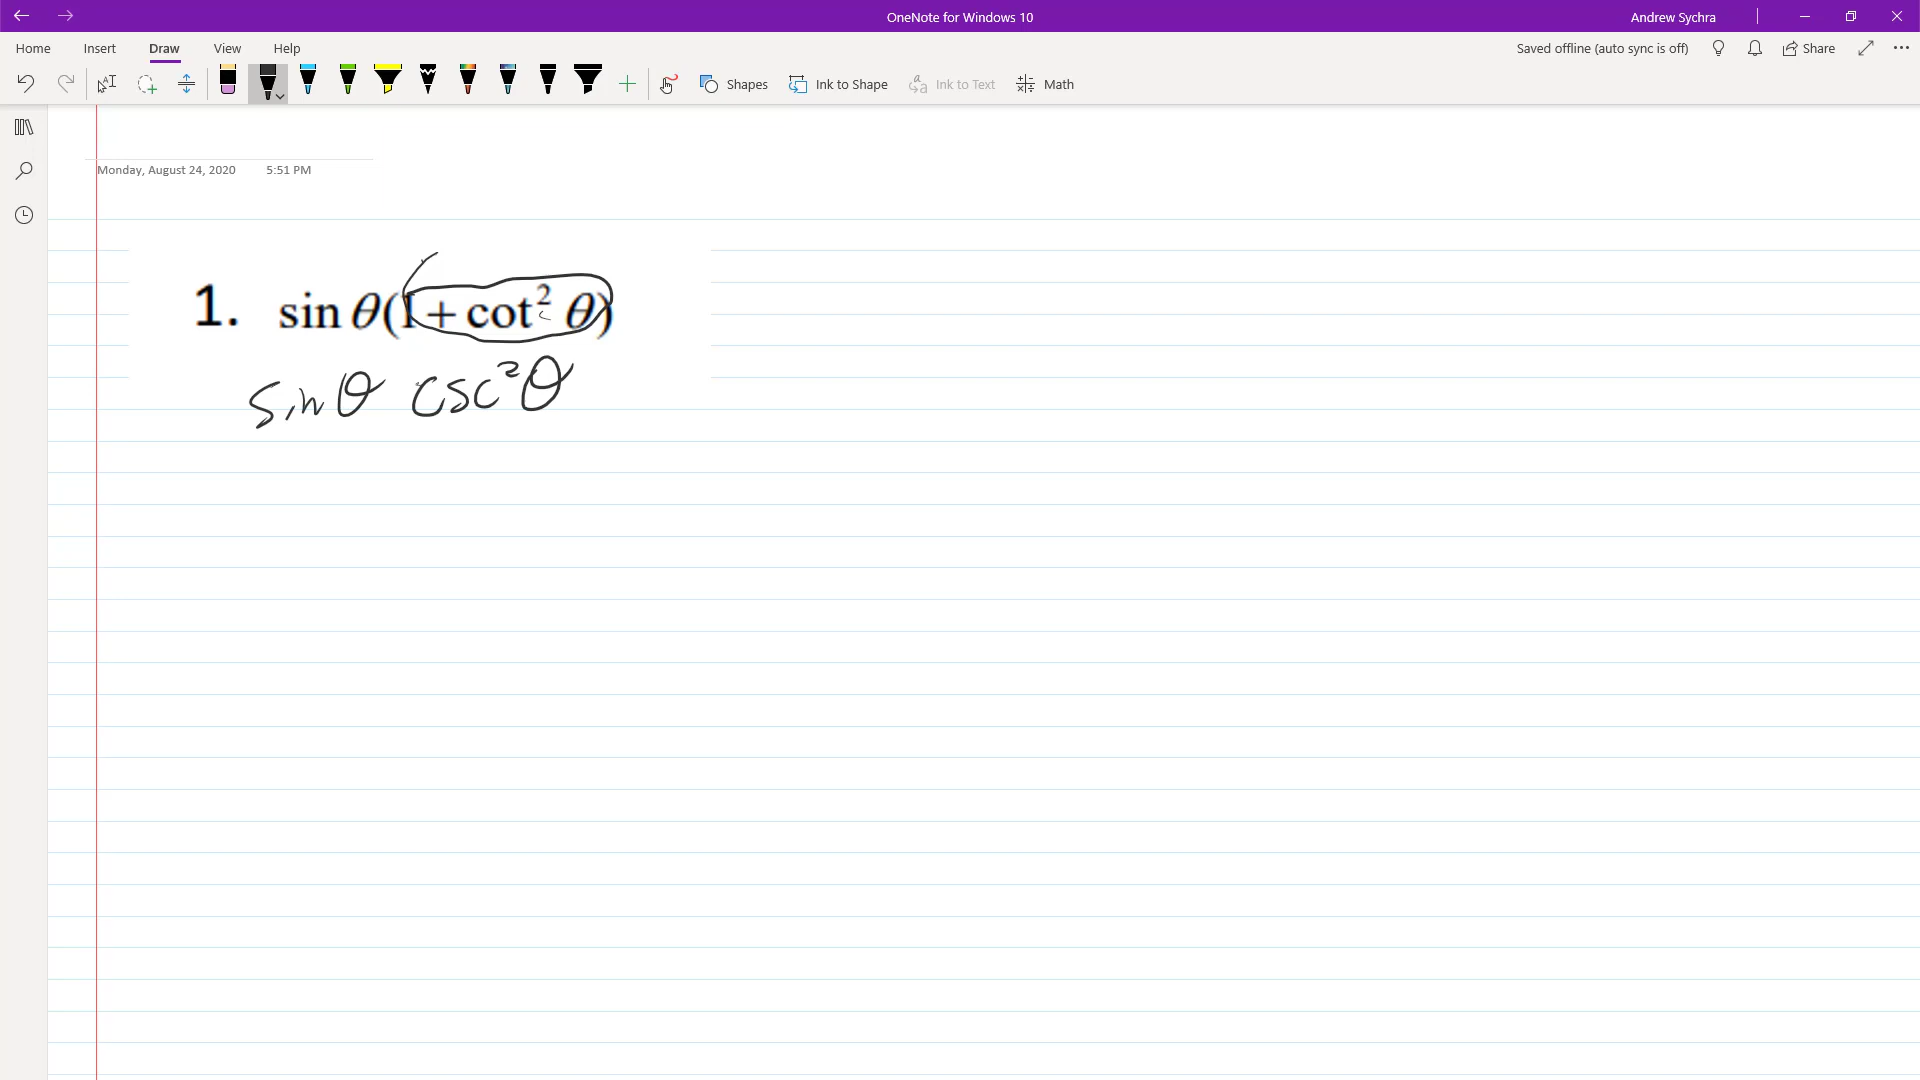 OneNote for Windows 10
Andrew Sychra
Home Insert Draw View Help
Saved offline (auto sync is off)
Share
Shapes
Ink to Shape
Ink to Text
Math
Monday, August 24, 2020 5:51 PM
1. sin θ(1 + cot² θ)
sin θ csc² θ